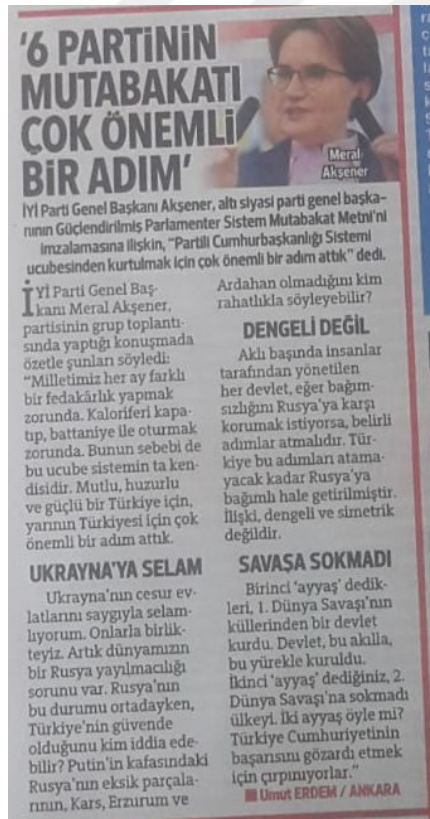 '6 PARTİNİN
MUTABAKATI
ÇOK ÖNEMLİ
BİR ADIM'
Meral
Akşener
İYİ Parti Genel Başkanı Akşener, altı siyasi parti genel başka-
nının Güçlendirilmiş Parlamenter Sistem Mutabakat Metni'ni
imzalamasına ilişkin, "Partili Cumhurbaşkanlığı Sistemi
ucubesinden kurtulmak için çok önemli bir adım attık" dedi.
İYİ Parti Genel Baş-
kanı Meral Akşener,
partisinin grup toplantı-
sında yaptığı konuşmada
özetle şunları söyledi:
"Milletimiz her ay farklı
bir fedakârlık yapmak
zorunda. Kaloriferi kapa-
tıp, battaniye ile oturmak
zorunda. Bunun sebebi de
bu ucube sistemin ta ken-
disidir. Mutlu, huzurlu
ve güçlü bir Türkiye için,
yarının Türkiyesi için çok
önemli bir adım attık.
UKRAYNA'YA SELAM
Ukrayna'nın cesur ev-
latlarını saygıyla selam-
lıyorum. Onlarla birlik-
teyiz. Artık dünyamızın
bir Rusya yayılmacılığı
sorunu var. Rusya'nın
bu durumu ortadayken,
Türkiye'nin güvende
olduğunu kim iddia ede-
bilir? Putin'in kafasındaki
Rusya'nın eksik parçala-
rının, Kars, Erzurum ve
Ardahan olmadığını kim
rahatlıkla söyleyebilir?
DENGELİ DEĞİL
Aklı başında insanlar
tarafından yönetilen
her devlet, eğer bağım-
sızlığını Rusya'ya karşı
korumak istiyorsa, belirli
adımlar atmalıdır. Tür-
kiye bu adımları atama-
yacak kadar Rusya'ya
bağımlı hale getirilmiştir.
İlişki, dengeli ve simetrik
değildir.
SAVAŞA SOKMADI
Birinci 'ayyaş' dedik-
leri, 1. Dünya Savaşı'nın
küllerinden bir devlet
kurdu. Devlet, bu akılla,
bu yürekle kuruldu.
İkinci 'ayyaş' dediğiniz, 2.
Dünya Savaşı'na sokmadı
ülkeyi. İki ayyaş öyle mi?
Türkiye Cumhuriyetinin
başarısını gözardı etmek
için çırpınıyorlar."
Umut ERDEM / ANKARA